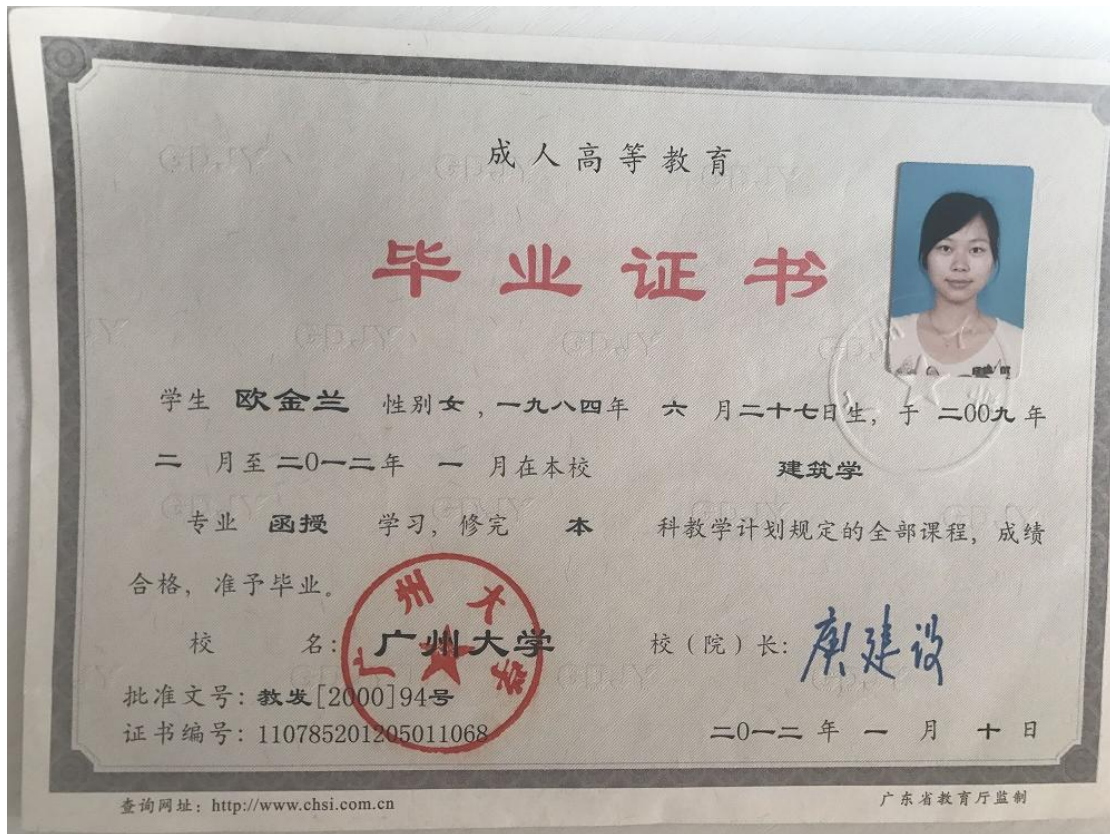 成人高等教育
毕业证书
学生 欧金兰 性别女，一九八四年 六 月二十七日生，于 二00九年
二 月至二0一二年 一 月在本校 建筑学
专业 函授 学习，修完 本 科教学计划规定的全部课程，成绩
合格，准予毕业。
校 名：广州大学 校（院）长：庾建设
批准文号：教发[2000]94号
证书编号：110785201205011068 二0一二 年 一 月 十 日
广州大学
查询网址：http://www.chsi.com.cn 广东省教育厅监制